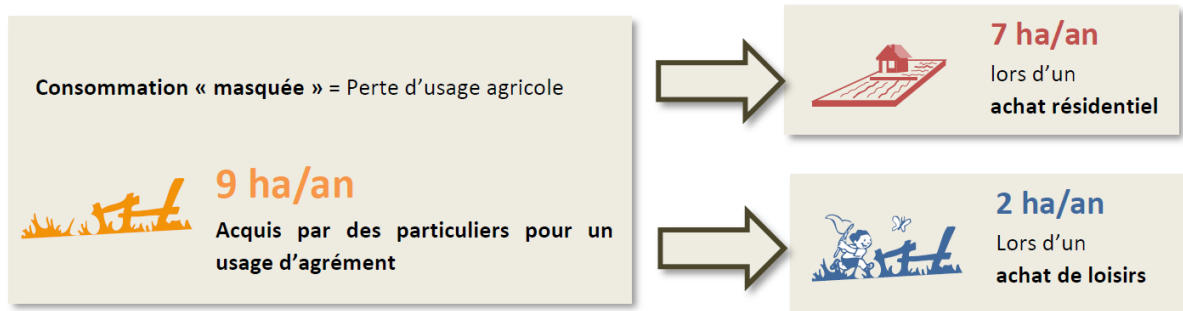 Consommation « masquée » = Perte d’usage agricole
9 ha/an
Acquis par des particuliers pour un
usage d’agrément
7 ha/an
lors d’un
achat résidentiel
2 ha/an
Lors d’un
achat de loisirs